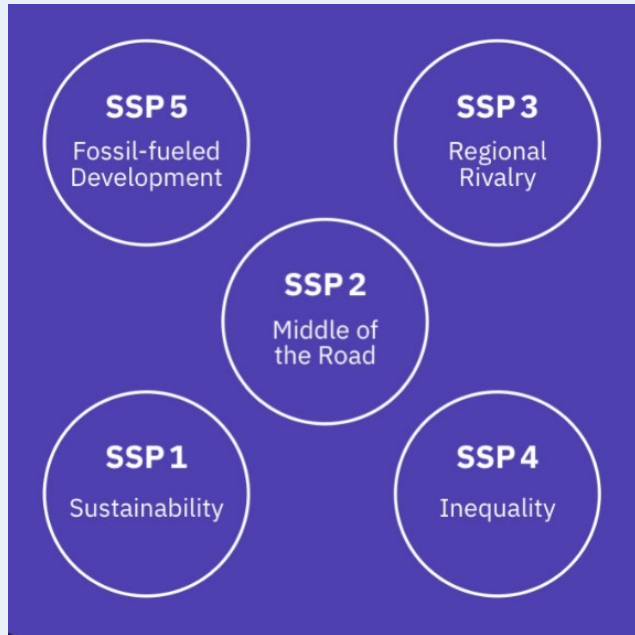 SSP 5
Fossil-fueled
Development
SSP 3
Regional
Rivalry
SSP 2
Middle of
the Road
SSP 1
Sustainability
SSP 4
Inequality